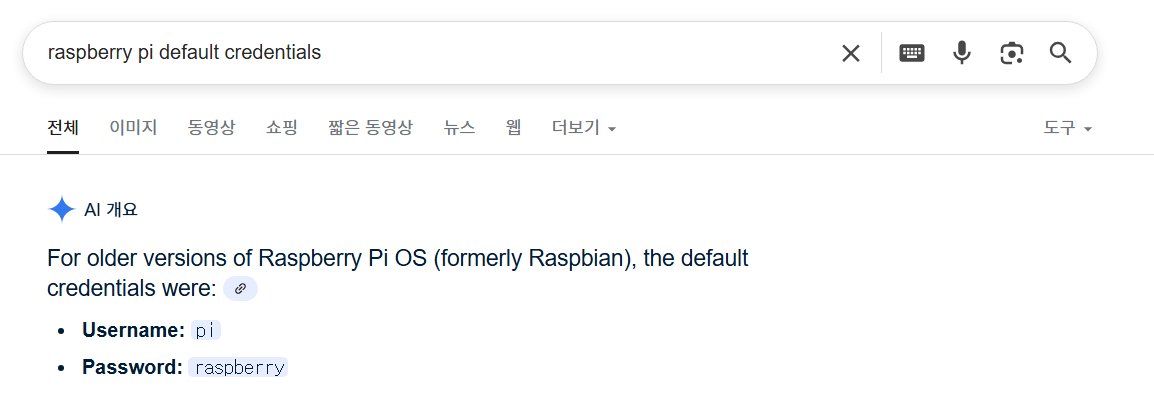 raspberry pi default credentials
전체 이미지 동영상 쇼핑 짧은 동영상 뉴스 웹 더보기 도구
AI 개요
For older versions of Raspberry Pi OS (formerly Raspbian), the default
credentials were:
Username: pi
Password: raspberry